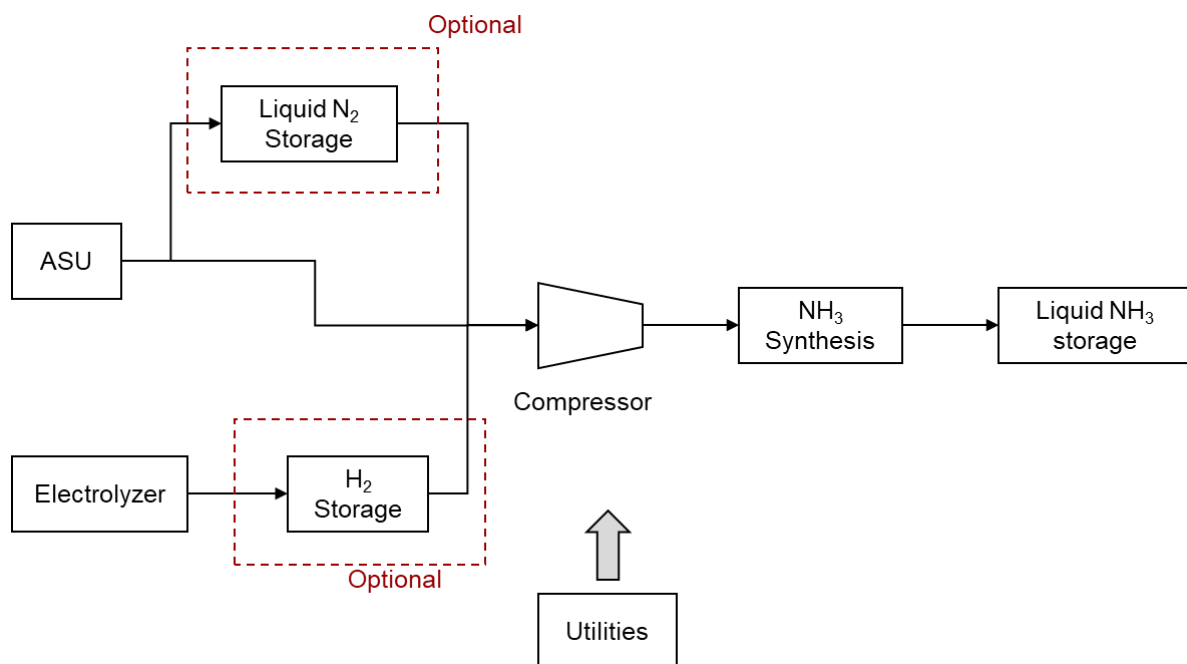 Optional
Liquid N₂
Storage
ASU
NH₃
Synthesis
Liquid NH₃
storage
Compressor
Electrolyzer
H₂
Storage
Optional
Utilities